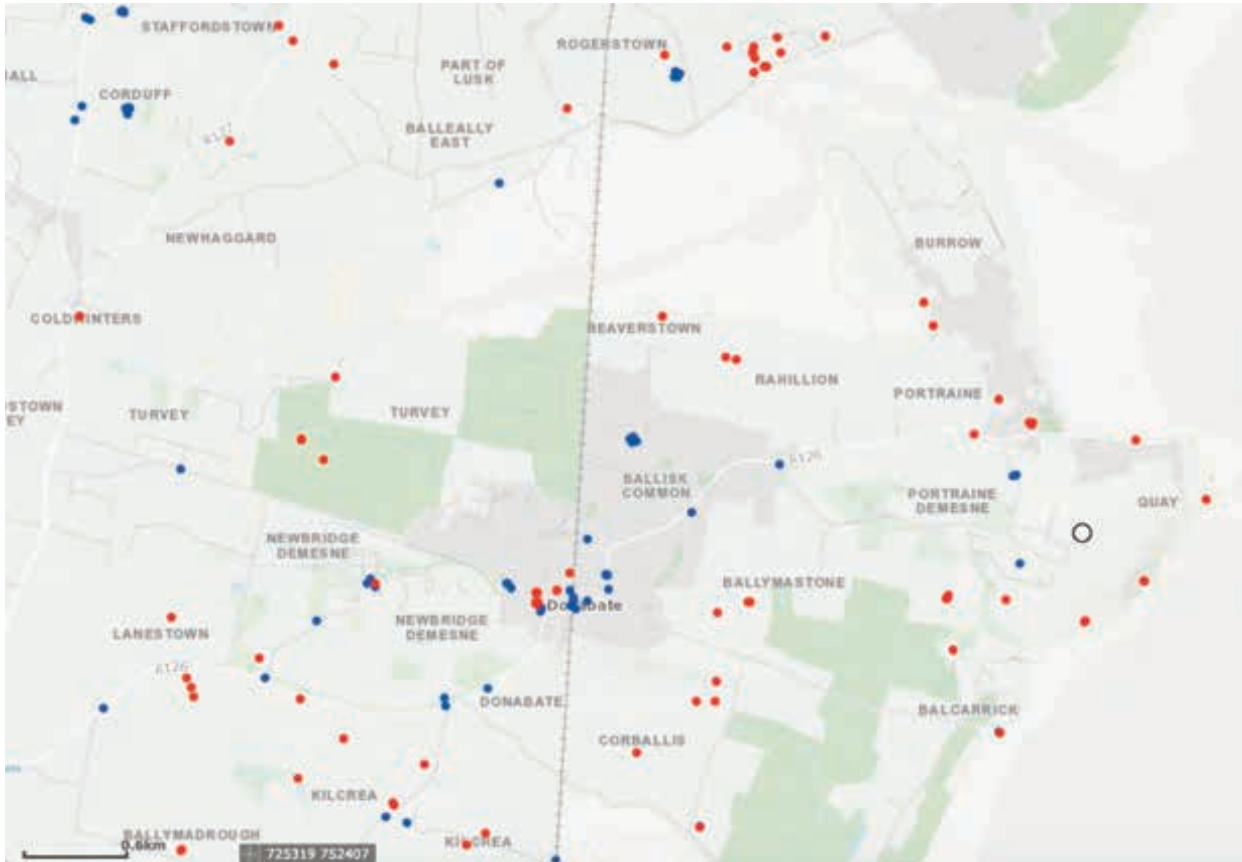 STAFFORDSTOWN
ROGERSTOWN
PART OF
LUSK
ALL
CORDUFF
BALLEALLY
EAST
NEWHAGGARD
BURROW
BEAVERSTOWN
RAHILLION
PORTRAINE
STOWN
EY
TURVEY
TURVEY
R126
BALLISK
COMMON
PORTRAINE
DEMESNE
QUAY
NEWBRIDGE
DEMESNE
BALLYMASTONE
Donabate
LANESTOWN
NEWBRIDGE
DEMESNE
R126
DONABATE
BALCARRICK
CORBALLIS
KILCREA
BALLYMADROUGH
KILCREA
0.6km
725319 752407